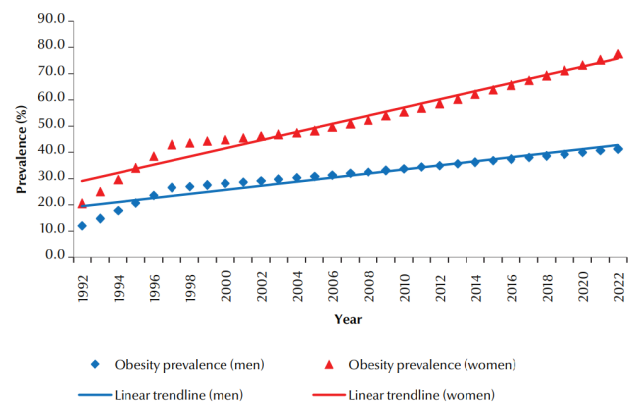 90.0
80.0
70.0
60.0
50.0
40.0
30.0
20.0
10.0
0.0
Prevalence (%)
1992 1994 1996 1998 2000 2002 2004 2006 2008 2010 2012 2014 2016 2018 2020 2022
Year
Obesity prevalence (men) Obesity prevalence (women)
Linear trendline (men) Linear trendline (women)